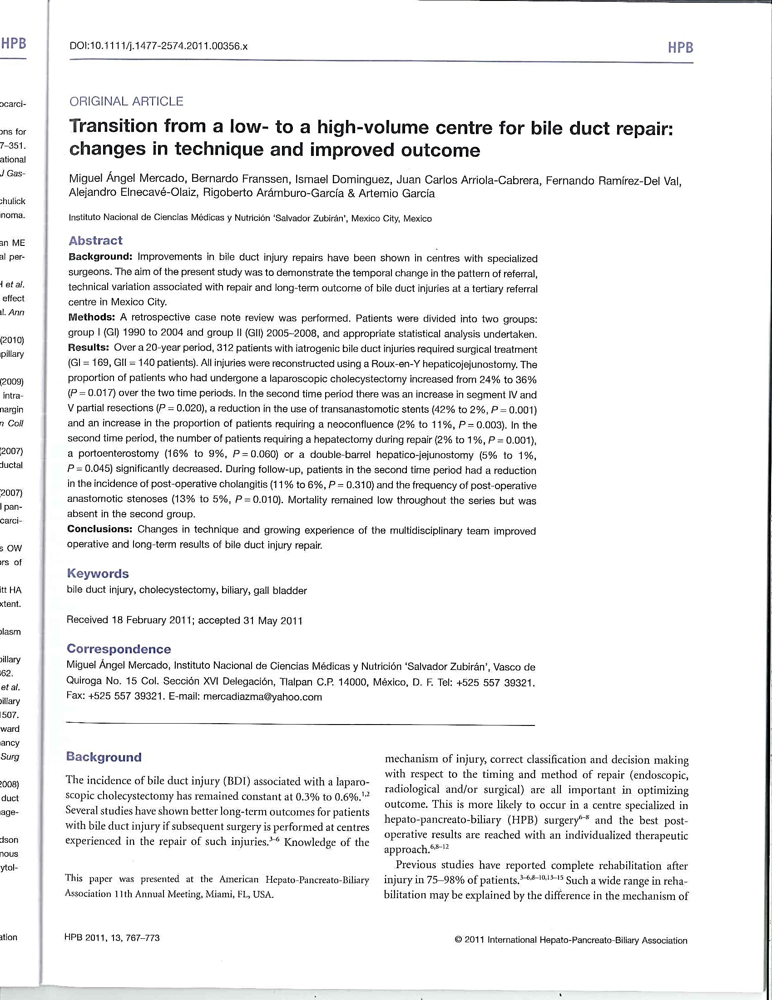 HPB
ocarci-
ons for
7–351.
ational
J Gas-
chulick
inoma.
an ME
al per-
H et al.
effect
al. Ann
(2010)
pillary
(2009)
intra-
margin
n Coll
(2007)
ductal
(2007)
l pan-
carci-
s OW
ors of
itt HA
xtent.
plasm
pillary
362.
et al.
pillary
1507.
ward
nancy
Surg
2008)
duct
age-
dson
nous
ytol-
ation
DOI:10.1111/j.1477-2574.2011.00356.x
HPB
ORIGINAL ARTICLE
Transition from a low- to a high-volume centre for bile duct repair:
changes in technique and improved outcome
Miguel Ángel Mercado, Bernardo Franssen, Ismael Dominguez, Juan Carlos Arriola-Cabrera, Fernando Ramírez-Del Val,
Alejandro Elnecavé-Olaiz, Rigoberto Arámburo-García & Artemio García
Instituto Nacional de Ciencias Médicas y Nutrición ‘Salvador Zubirán’, Mexico City, Mexico
Abstract
Background: Improvements in bile duct injury repairs have been shown in centres with specialized
surgeons. The aim of the present study was to demonstrate the temporal change in the pattern of referral,
technical variation associated with repair and long-term outcome of bile duct injuries at a tertiary referral
centre in Mexico City.
Methods: A retrospective case note review was performed. Patients were divided into two groups:
group I (GI) 1990 to 2004 and group II (GII) 2005–2008, and appropriate statistical analysis undertaken.
Results: Over a 20-year period, 312 patients with iatrogenic bile duct injuries required surgical treatment
(GI = 169, GII = 140 patients). All injuries were reconstructed using a Roux-en-Y hepaticojejunostomy. The
proportion of patients who had undergone a laparoscopic cholecystectomy increased from 24% to 36%
(P = 0.017) over the two time periods. In the second time period there was an increase in segment IV and
V partial resections (P = 0.020), a reduction in the use of transanastomotic stents (42% to 2%, P = 0.001)
and an increase in the proportion of patients requiring a neoconfluence (2% to 11%, P = 0.003). In the
second time period, the number of patients requiring a hepatectomy during repair (2% to 1%, P = 0.001),
a portoenterostomy (16% to 9%, P = 0.060) or a double-barrel hepatico-jejunostomy (5% to 1%,
P = 0.045) significantly decreased. During follow-up, patients in the second time period had a reduction
in the incidence of post-operative cholangitis (11% to 6%, P = 0.310) and the frequency of post-operative
anastomotic stenoses (13% to 5%, P = 0.010). Mortality remained low throughout the series but was
absent in the second group.
Conclusions: Changes in technique and growing experience of the multidisciplinary team improved
operative and long-term results of bile duct injury repair.
Keywords
bile duct injury, cholecystectomy, biliary, gall bladder
Received 18 February 2011; accepted 31 May 2011
Correspondence
Miguel Ángel Mercado, Instituto Nacional de Ciencias Médicas y Nutrición ‘Salvador Zubirán’, Vasco de
Quiroga No. 15 Col. Sección XVI Delegación, Tlalpan C.P. 14000, México, D. F. Tel: +525 557 39321.
Fax: +525 557 39321. E-mail: mercadiazma@yahoo.com
Background
The incidence of bile duct injury (BDI) associated with a laparo-
scopic cholecystectomy has remained constant at 0.3% to 0.6%.1,2
Several studies have shown better long-term outcomes for patients
with bile duct injury if subsequent surgery is performed at centres
experienced in the repair of such injuries.3–6 Knowledge of the
This paper was presented at the American Hepato-Pancreato-Biliary
Association 11th Annual Meeting, Miami, FL, USA.
mechanism of injury, correct classification and decision making
with respect to the timing and method of repair (endoscopic,
radiological and/or surgical) are all important in optimizing
outcome. This is more likely to occur in a centre specialized in
hepato-pancreato-biliary (HPB) surgery6–8 and the best post-
operative results are reached with an individualized therapeutic
approach.6,8–12
Previous studies have reported complete rehabilitation after
injury in 75–98% of patients.3–6,8–10,13–15 Such a wide range in reha-
bilitation may be explained by the difference in the mechanism of
HPB 2011, 13, 767–773
© 2011 International Hepato-Pancreato-Biliary Association